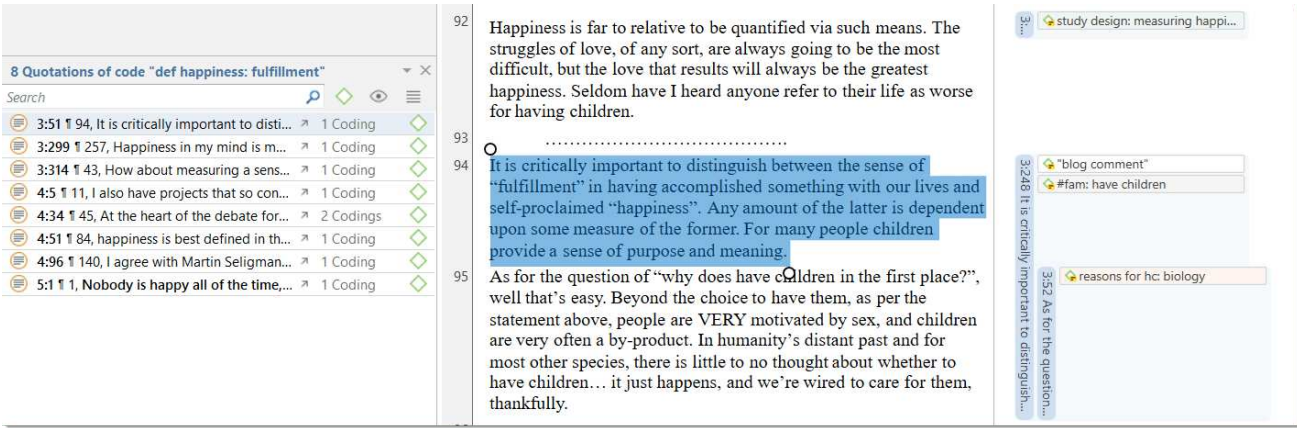 8 Quotations of code "def happiness: fulfillment"
Search
3:51 ¶ 94, It is critically important to disti... 1 Coding
3:299 ¶ 257, Happiness in my mind is m... 1 Coding
3:314 ¶ 43, How about measuring a sens... 1 Coding
4:5 ¶ 11, I also have projects that so con... 1 Coding
4:34 ¶ 45, At the heart of the debate for... 2 Codings
4:51 ¶ 84, happiness is best defined in th... 1 Coding
4:96 ¶ 140, I agree with Martin Seligman... 1 Coding
5:1 ¶ 1, Nobody is happy all of the time,... 1 Coding
92
Happiness is far to relative to be quantified via such means. The
struggles of love, of any sort, are always going to be the most
difficult, but the love that results will always be the greatest
happiness. Seldom have I heard anyone refer to their life as worse
for having children.
93
.......................................
94
It is critically important to distinguish between the sense of
“fulfillment” in having accomplished something with our lives and
self-proclaimed “happiness”. Any amount of the latter is dependent
upon some measure of the former. For many people children
provide a sense of purpose and meaning.
95
As for the question of “why does have children in the first place?”,
well that’s easy. Beyond the choice to have them, as per the
statement above, people are VERY motivated by sex, and children
are very often a by-product. In humanity’s distant past and for
most other species, there is little to no thought about whether to
have children… it just happens, and we’re wired to care for them,
thankfully.
3:...
study design: measuring happi...
3:248 It is critically important to distinguish...
"blog comment"
#fam: have children
3:52 As for the question...
reasons for hc: biology